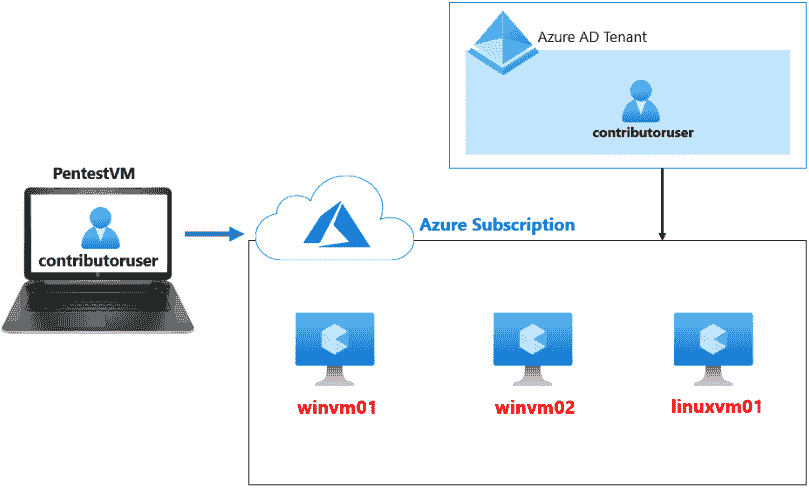 Azure AD Tenant
contributoruser
PentestVM
contributoruser
Azure Subscription
winvm01
winvm02
linuxvm01